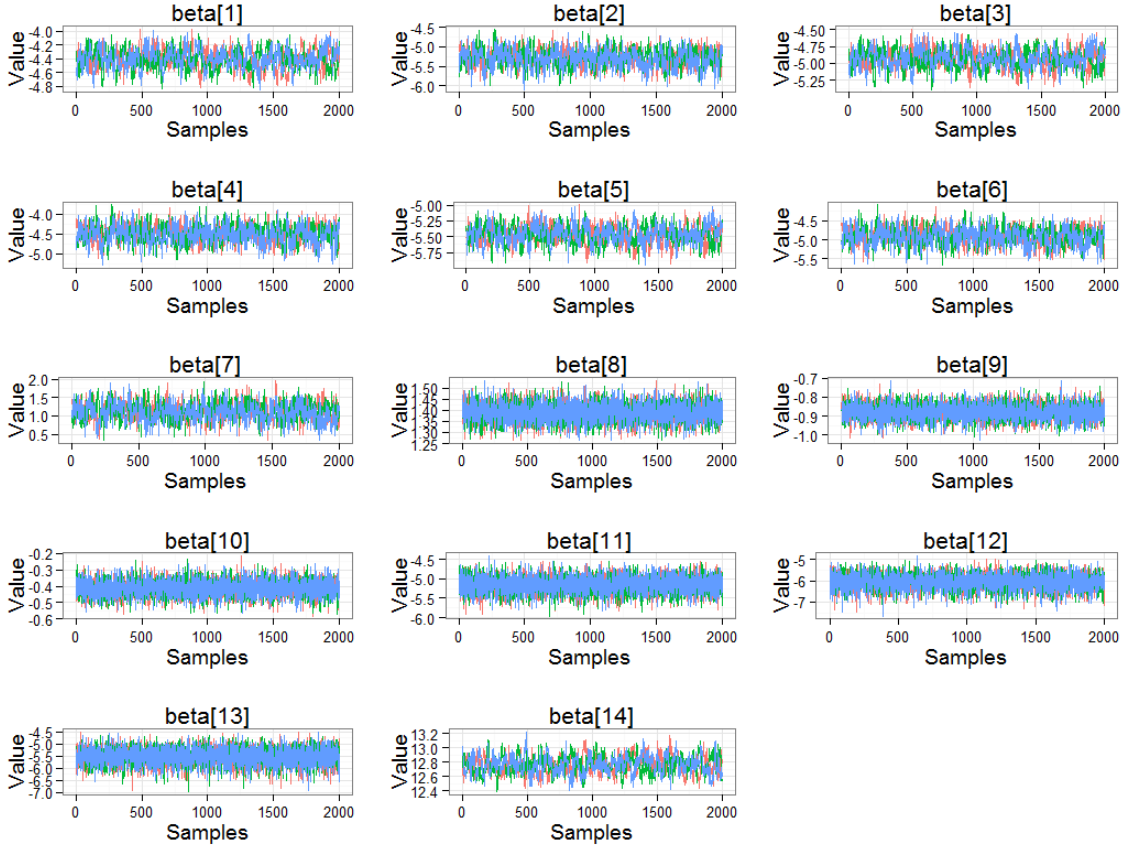 beta[1] beta[2] beta[3]
Value -4.0 -4.2 -4.4 -4.6 -4.8
0 500 1000 1500 2000
Samples
Value -4.5 -5.0 -5.5 -6.0
0 500 1000 1500 2000
Samples
Value -4.50 -4.75 -5.00 -5.25
0 500 1000 1500 2000
Samples
beta[4] beta[5] beta[6]
Value -4.0 -4.5 -5.0
0 500 1000 1500 2000
Samples
Value -5.00 -5.25 -5.50 -5.75
0 500 1000 1500 2000
Samples
Value -4.5 -5.0 -5.5
0 500 1000 1500 2000
Samples
beta[7] beta[8] beta[9]
Value 2.0 1.5 1.0 0.5
0 500 1000 1500 2000
Samples
Value 1.50 1.45 1.40 1.35 1.30 1.25
0 500 1000 1500 2000
Samples
Value -0.7 -0.8 -0.9 -1.0
0 500 1000 1500 2000
Samples
beta[10] beta[11] beta[12]
Value -0.2 -0.3 -0.4 -0.5 -0.6
0 500 1000 1500 2000
Samples
Value -4.5 -5.0 -5.5 -6.0
0 500 1000 1500 2000
Samples
Value -5 -6 -7
0 500 1000 1500 2000
Samples
beta[13] beta[14]
Value -4.5 -5.0 -5.5 -6.0 -6.5 -7.0
0 500 1000 1500 2000
Samples
Value 13.2 13.0 12.8 12.6 12.4
0 500 1000 1500 2000
Samples